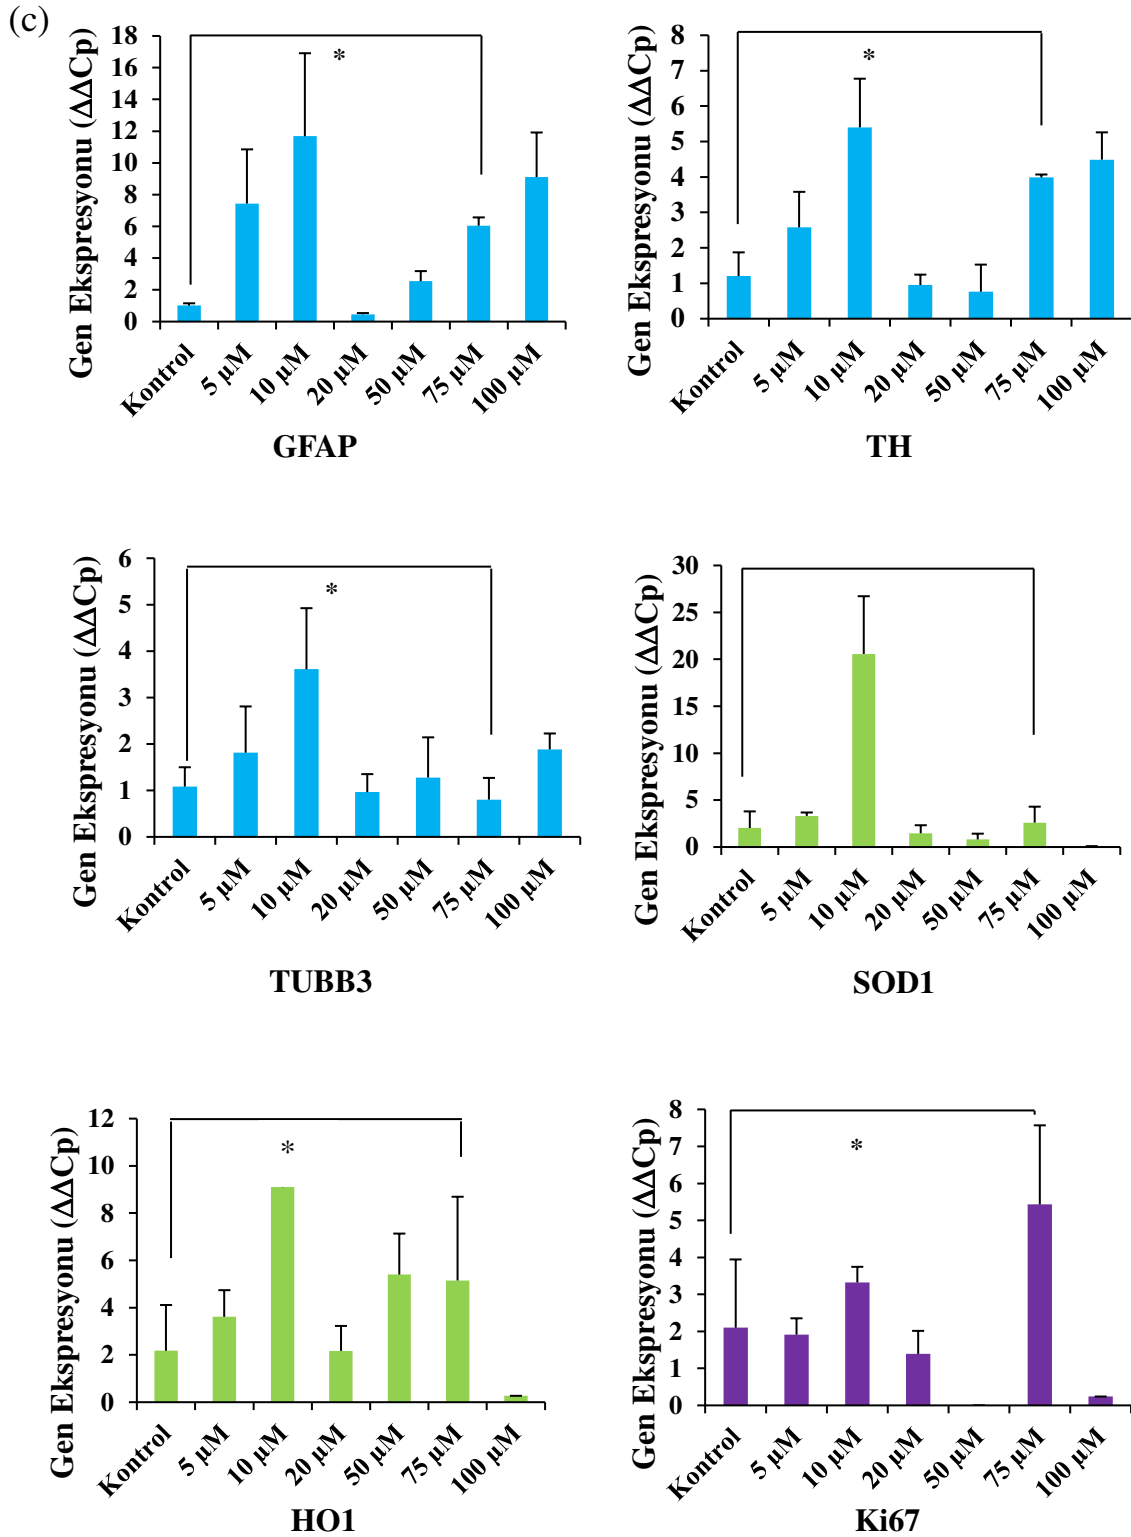 (c)
Gen Ekspresyonu (ΔΔCp)
18
16
14
12
10
8
6
4
2
0
*
Kontrol
5 µM
10 µM
20 µM
50 µM
75 µM
100 µM
GFAP
Gen Ekspresyonu (ΔΔCp)
8
7
6
5
4
3
2
1
0
*
Kontrol
5 µM
10 µM
20 µM
50 µM
75 µM
100 µM
TH
Gen Ekspresyonu (ΔΔCp)
6
5
4
3
2
1
0
*
Kontrol
5 µM
10 µM
20 µM
50 µM
75 µM
100 µM
TUBB3
Gen Ekspresyonu (ΔΔCp)
30
25
20
15
10
5
0
Kontrol
5 µM
10 µM
20 µM
50 µM
75 µM
100 µM
SOD1
Gen Ekspresyonu (ΔΔCp)
12
10
8
6
4
2
0
*
Kontrol
5 µM
10 µM
20 µM
50 µM
75 µM
100 µM
HO1
Gen Ekspresyonu (ΔΔCp)
8
7
6
5
4
3
2
1
0
*
Kontrol
5 µM
10 µM
20 µM
50 µM
75 µM
100 µM
Ki67